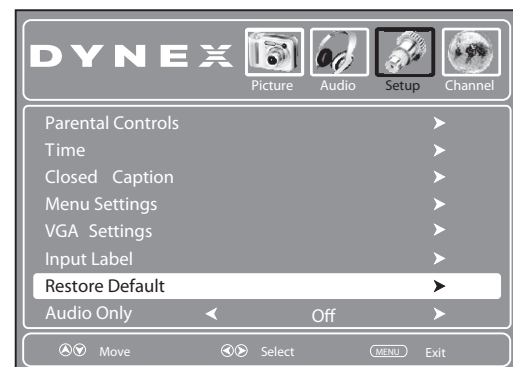 DYNEX
Picture Audio Setup Channel
Parental Controls
Time
Closed Caption
Menu Settings
VGA Settings
Input Label
Restore Default
Audio Only Off
Move Select MENU Exit